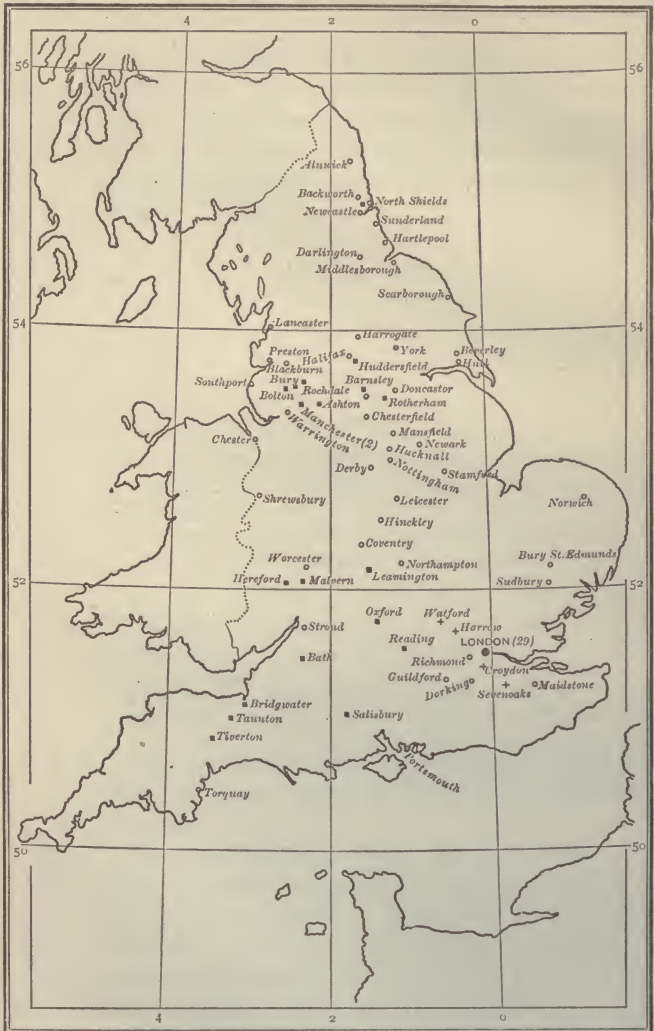 4 2 0
56 56
Alnwick
Backworth
North Shields
Newcastle
Sunderland
Hartlepool
Darlington
Middlesborough
Scarborough
54 54
Lancaster
Harrogate
York
Beverley
Hull
Preston
Halifax
Huddersfield
Blackburn
Southport
Bury
Rochdale
Barnsley
Doncastor
Bolton
Ashton
Rotherham
Manchester (2)
Warrington
Chesterfield
Chester
Mansfield
Newark
Hucknall
Nottingham
Derby
Stamford
Shrewsbury
Leicester
Norwich
Hinckley
Coventry
Worcester
Northampton
Bury St. Edmunds
Hereford
Malvern
Leamington
Sudbury
52 52
Oxford
Watford
Harrow
Stroud
LONDON (29)
Reading
Bath
Richmond
Croydon
Guildford
Dorking
Sevenoaks
Maidstone
Bridgwater
Taunton
Salisbury
Tiverton
Portsmouth
Torquay
50 50
4 2 0